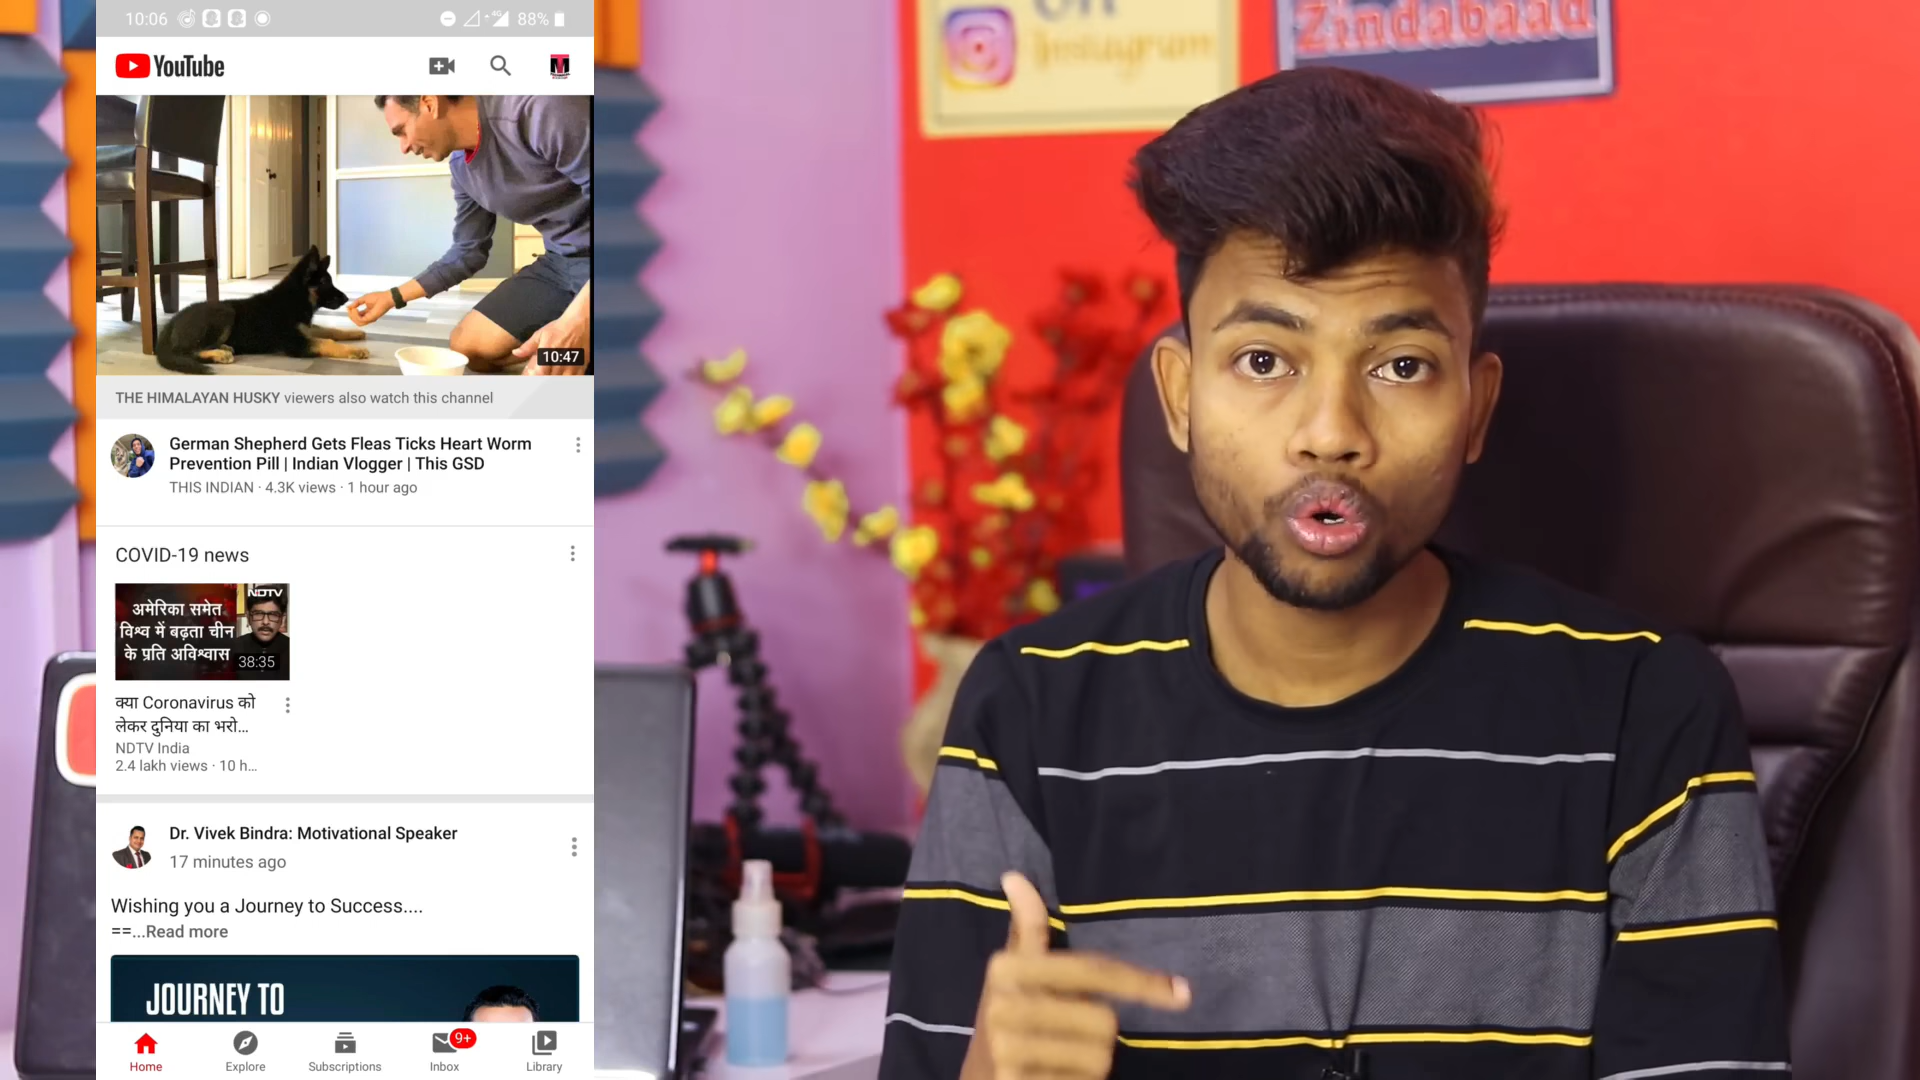 10:06
4G
88%
YouTube
10:47
THE HIMALAYAN HUSKY viewers also watch this channel
German Shepherd Gets Fleas Ticks Heart Worm
Prevention Pill | Indian Vlogger | This GSD
THIS INDIAN · 4.3K views · 1 hour ago
COVID-19 news
NDTV
अमेरिका समेत
विश्व में बढ़ता चीन
के प्रति अविश्वास
38:35
क्या Coronavirus को
लेकर दुनिया का भरो...
NDTV India
2.4 lakh views · 10 h...
Dr. Vivek Bindra: Motivational Speaker
17 minutes ago
Wishing you a Journey to Success....
==...Read more
JOURNEY TO
Home
Explore
Subscriptions
9+
Inbox
Library
On
Instagram
Zindabaad